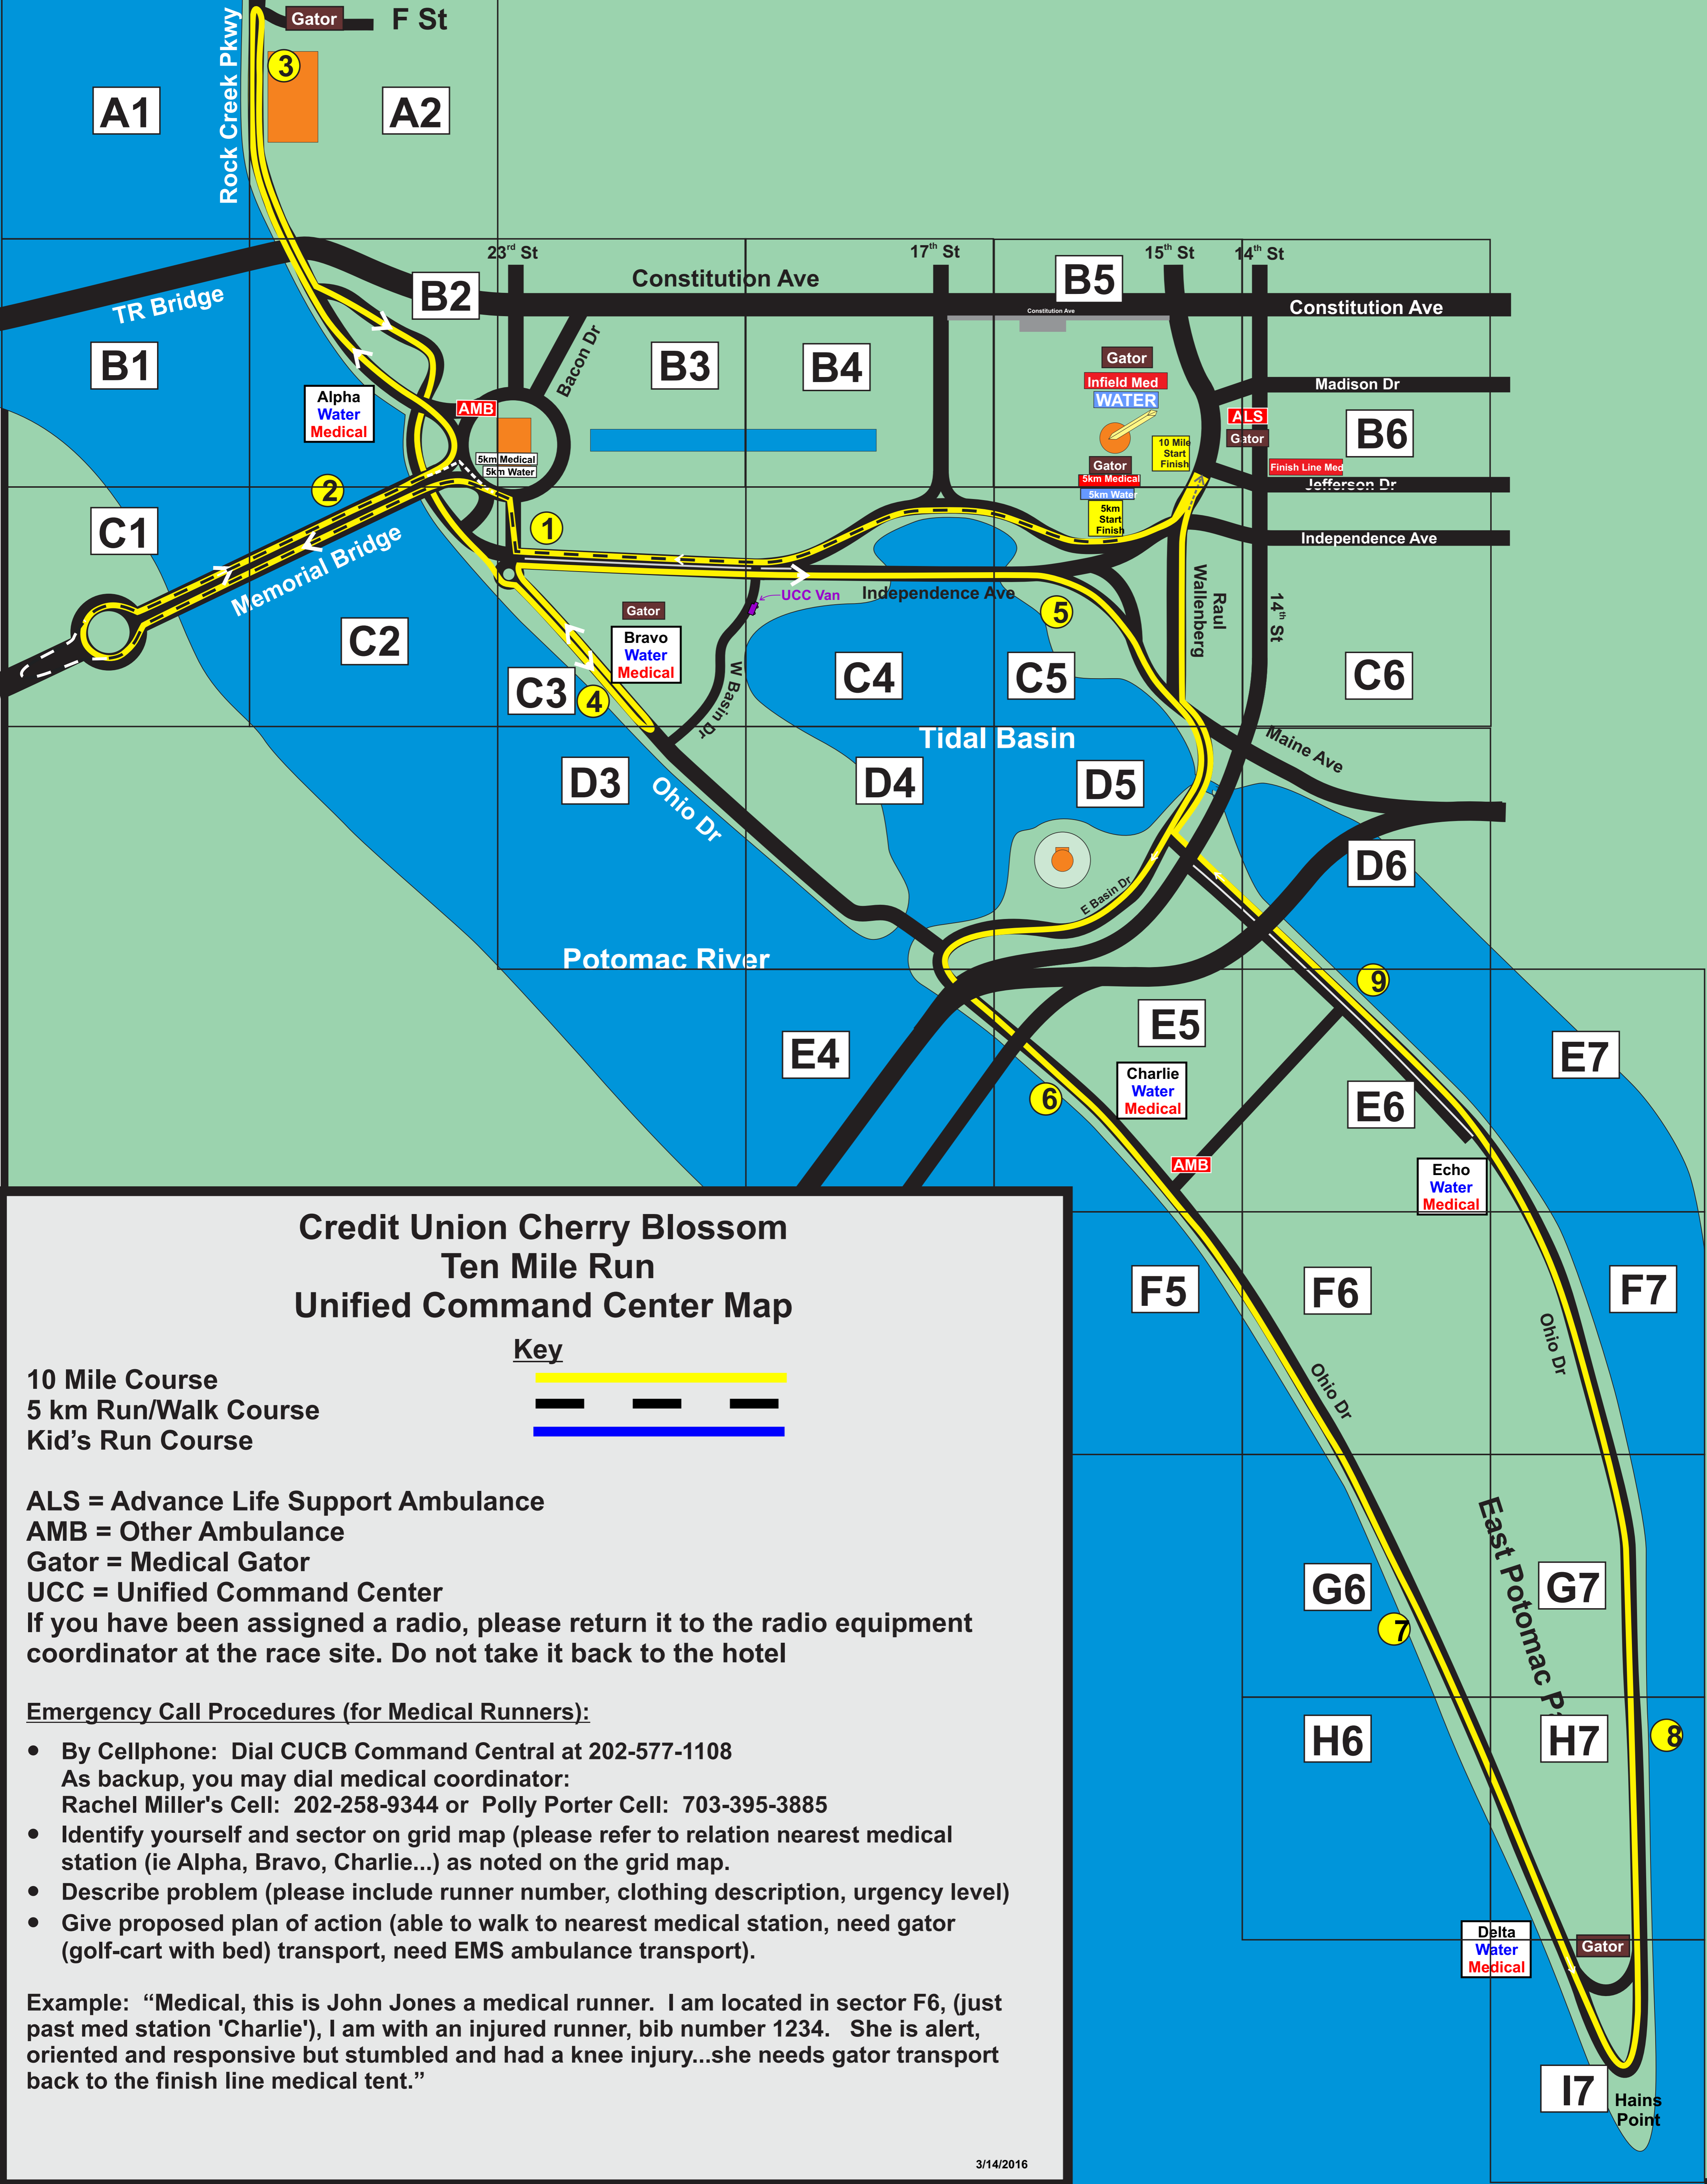 Gator
F St
Rock Creek Pkwy
3
A1
A2
23rd St
17th St
15th St
14th St
Constitution Ave
B5
Constitution Ave
Constitution Ave
TR Bridge
B2
Bacon Dr
B1
B3
B4
Gator
Infield Med
WATER
Madison Dr
Alpha
Water
Medical
AMB
ALS
Gator
B6
10 Mile
Start
Finish
5km Medical
5km Water
Gator
5km Medical
5km Water
Finish Line Med
Jefferson Dr
2
C1
1
5km
Start
Finish
Independence Ave
Memorial Bridge
UCC Van
Independence Ave
5
Raul
Wallenberg
14th St
Gator
Bravo
Water
Medical
C2
C3
4
W Basin Dr
C4
C5
C6
Tidal Basin
Maine Ave
D3
Ohio Dr
D4
D5
D6
E Basin Dr
Potomac River
9
E4
E5
E7
Charlie
Water
Medical
6
E6
AMB
Echo
Water
Medical
F5
F6
F7
Ohio Dr
Ohio Dr
East Potomac
G6
G7
7
H6
H7
8
Delta
Water
Medical
Gator
I7
Hains
Point
Credit Union Cherry Blossom
Ten Mile Run
Unified Command Center Map
Key
10 Mile Course
5 km Run/Walk Course
Kid’s Run Course
ALS = Advance Life Support Ambulance
AMB = Other Ambulance
Gator = Medical Gator
UCC = Unified Command Center
If you have been assigned a radio, please return it to the radio equipment
coordinator at the race site. Do not take it back to the hotel
Emergency Call Procedures (for Medical Runners):
• By Cellphone: Dial CUCB Command Central at 202-577-1108
As backup, you may dial medical coordinator:
Rachel Miller's Cell: 202-258-9344 or Polly Porter Cell: 703-395-3885
• Identify yourself and sector on grid map (please refer to relation nearest medical
station (ie Alpha, Bravo, Charlie...) as noted on the grid map.
• Describe problem (please include runner number, clothing description, urgency level)
• Give proposed plan of action (able to walk to nearest medical station, need gator
(golf-cart with bed) transport, need EMS ambulance transport).
Example: “Medical, this is John Jones a medical runner. I am located in sector F6, (just
past med station 'Charlie'), I am with an injured runner, bib number 1234. She is alert,
oriented and responsive but stumbled and had a knee injury...she needs gator transport
back to the finish line medical tent.”
3/14/2016